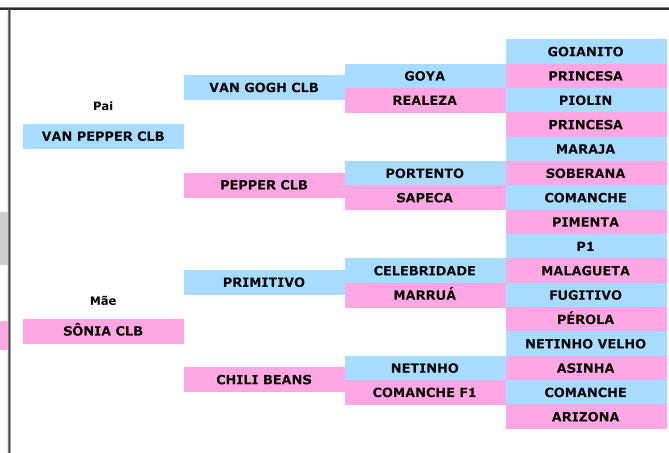 GOIANITO
VAN GOGH CLB
GOYA
PRINCESA
REALEZA
PIOLIN
Pai
PRINCESA
VAN PEPPER CLB
MARAJA
PEPPER CLB
PORTENTO
SOBERANA
SAPECA
COMANCHE
PIMENTA
P1
PRIMITIVO
CELEBRIDADE
MALAGUETA
MARRUÁ
FUGITIVO
Mãe
PÉROLA
SÔNIA CLB
NETINHO VELHO
CHILI BEANS
NETINHO
ASINHA
COMANCHE F1
COMANCHE
ARIZONA